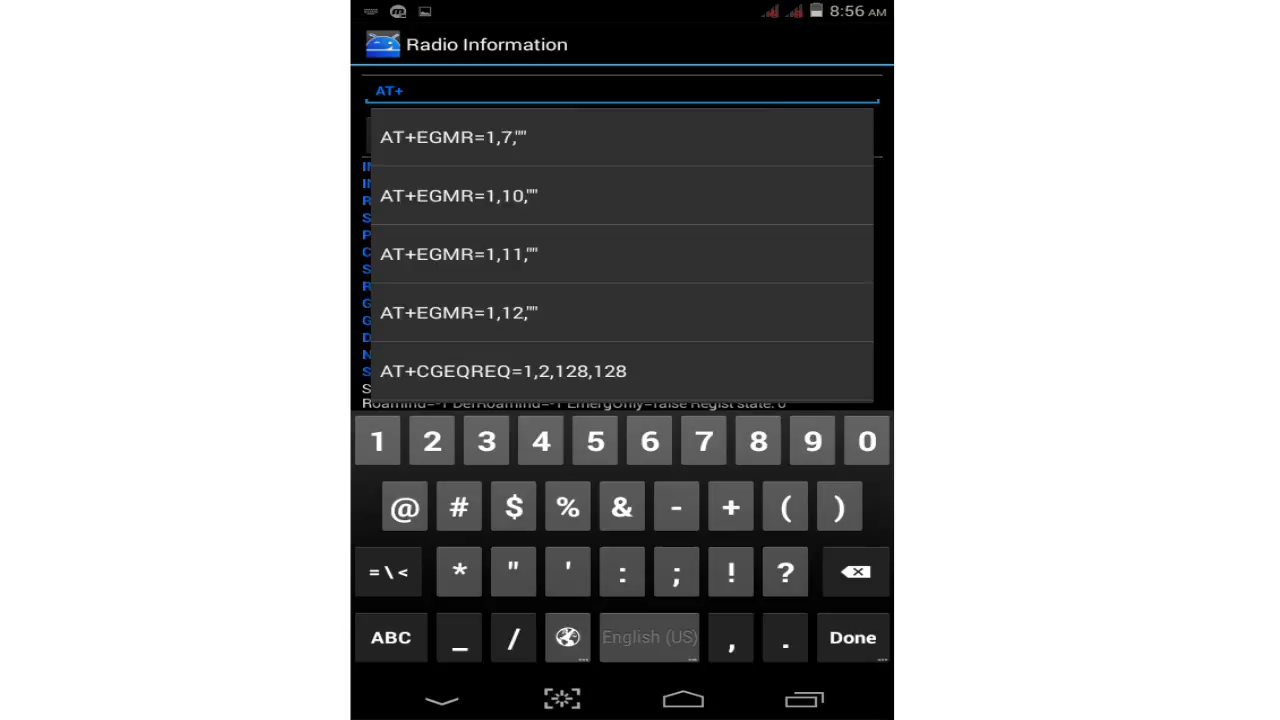 8:56 AM
Radio Information
AT+
AT+EGMR=1,7,""
AT+EGMR=1,10,""
AT+EGMR=1,11,""
AT+EGMR=1,12,""
AT+CGEQREQ=1,2,128,128
1 2 3 4 5 6 7 8 9 0
@ # $ % & - + ( )
=\< * " ' : ; ! ?
ABC _ / English (US) , . Done